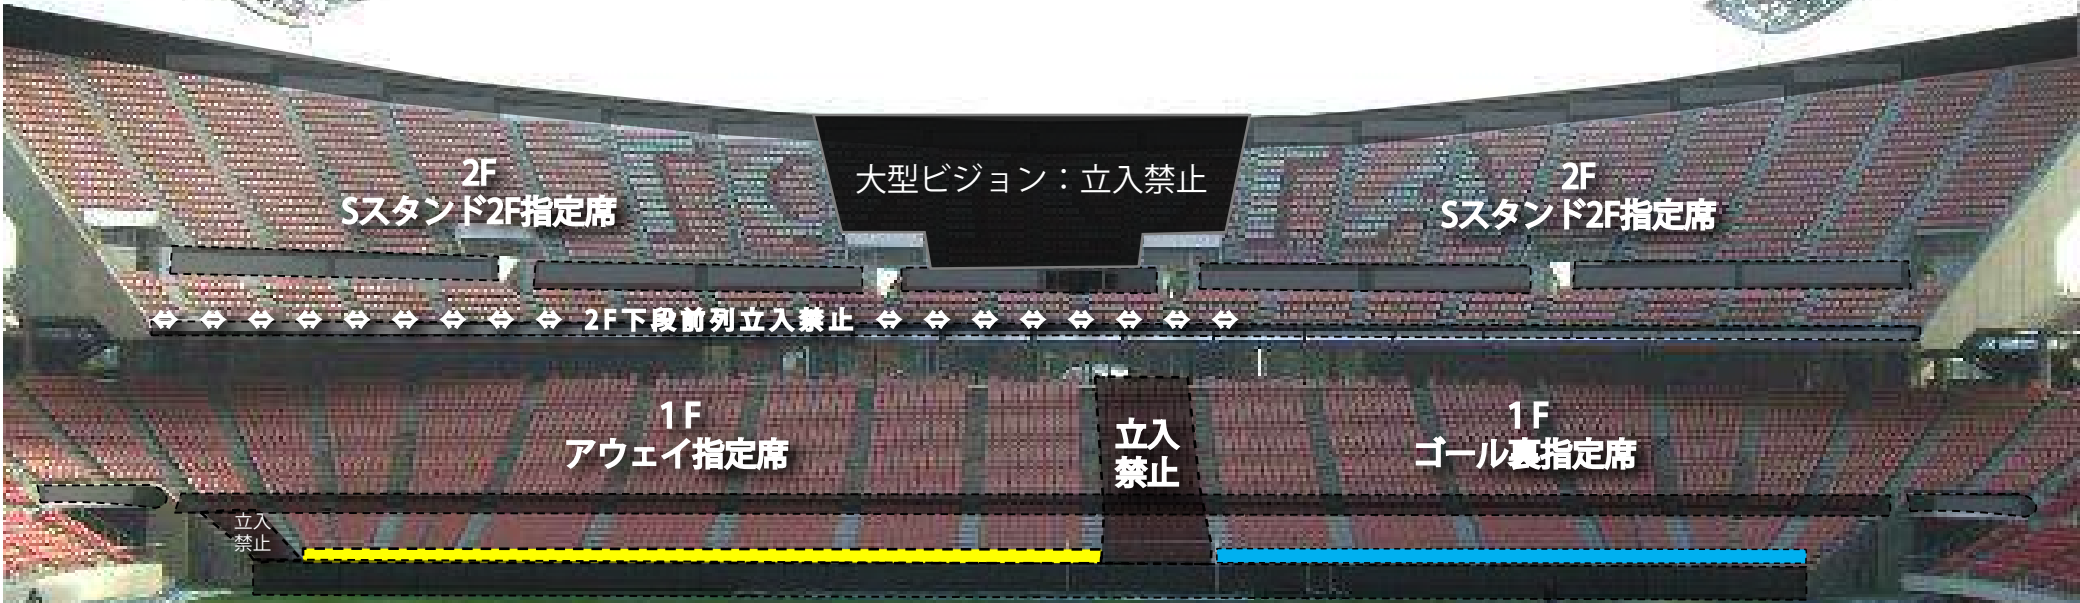 大型ビジョン：立入禁止
2F
Sスタンド2F指定席
2F
Sスタンド2F指定席
⇔ ⇔ ⇔ ⇔ ⇔ ⇔ ⇔ ⇔ ⇔ 2F下段前列立入禁止 ⇔ ⇔ ⇔ ⇔ ⇔ ⇔ ⇔ ⇔
1F
アウェイ指定席
立入
禁止
1F
ゴール裏指定席
立入
禁止